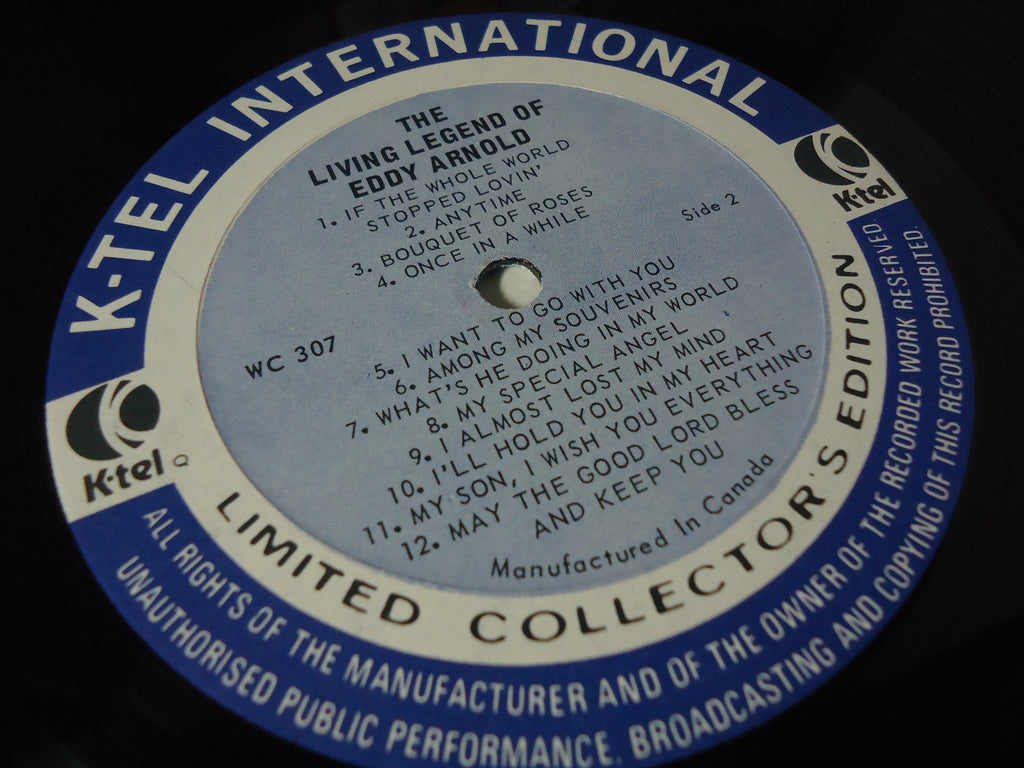 K-TEL INTERNATIONAL
THE
LIVING LEGEND OF
EDDY ARNOLD
1. IF THE WHOLE WORLD
STOPPED LOVIN'
2. ANYTIME
3. BOUQUET OF ROSES
4. ONCE IN A WHILE
Side 2
WC 307
5. I WANT TO GO WITH YOU
6. AMONG MY SOUVENIRS
7. WHAT'S HE DOING IN MY WORLD
8. MY SPECIAL ANGEL
9. I ALMOST LOST MY MIND
10. I'LL HOLD YOU IN MY HEART
11. MY SON, I WISH YOU EVERYTHING
12. MAY THE GOOD LORD BLESS
AND KEEP YOU
Manufactured In Canada
LIMITED COLLECTOR'S EDITION
K-tel
K-tel
ALL RIGHTS OF THE MANUFACTURER AND OF THE OWNER OF THE RECORDED WORK RESERVED.
UNAUTHORISED PUBLIC PERFORMANCE. BROADCASTING AND COPYING OF THIS RECORD PROHIBITED.